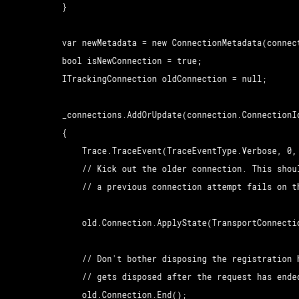 }
var newMetadata = new ConnectionMetadata(connect
bool isNewConnection = true;
ITrackingConnection oldConnection = null;
_connections.AddOrUpdate(connection.ConnectionId
{
Trace.TraceEvent(TraceEventType.Verbose, 0,
// Kick out the older connection. This shoul
// a previous connection attempt fails on th
old.Connection.ApplyState(TransportConnectio
// Don't bother disposing the registration h
// gets disposed after the request has ended
old.Connection.End();